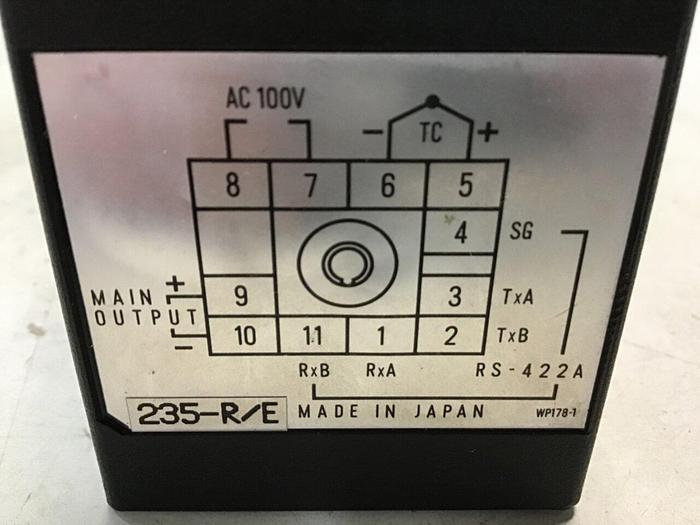 AC 100V
− TC +
8 7 6 5
4 SG
MAIN + 9 3 TxA
OUTPUT
− 10 11 1 2 TxB
RxB RxA RS-422A
235-R/E MADE IN JAPAN WP178-1